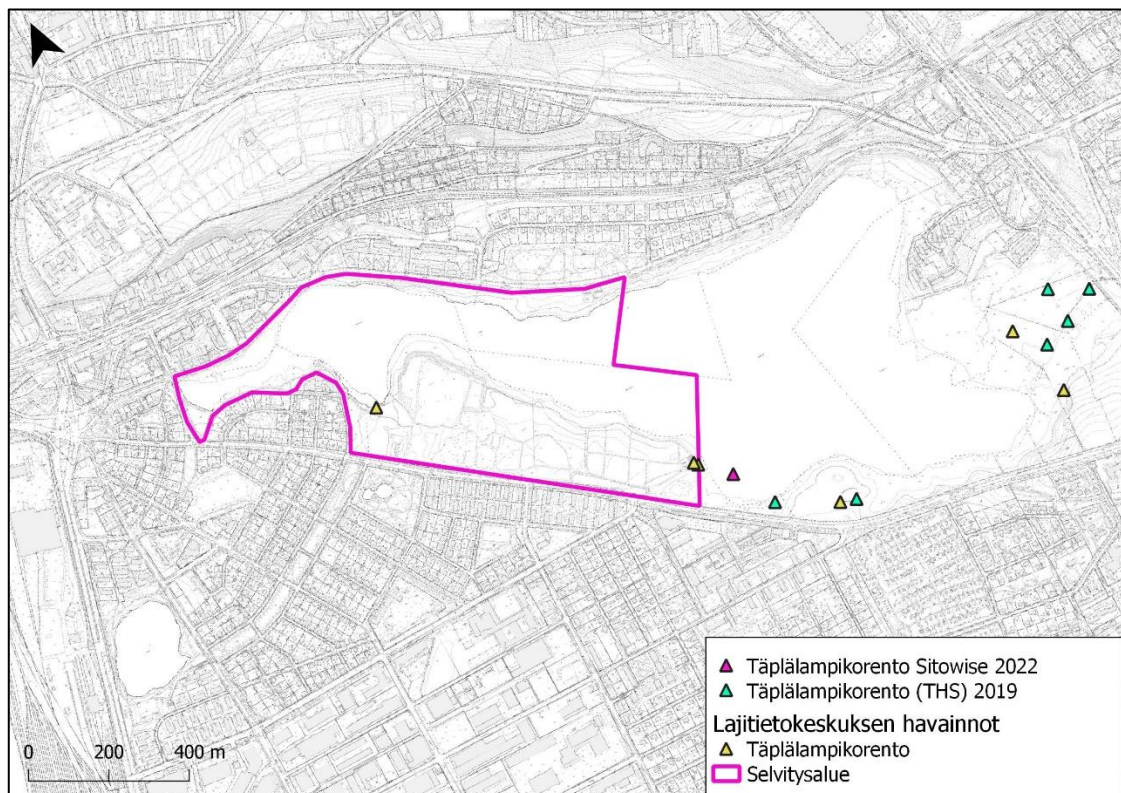 Täplälampikorento Sitowise 2022
Täplälampikorento (THS) 2019
Lajitietokeskuksen havainnot
Täplälampikorento
Selvitysalue
0 200 400 m